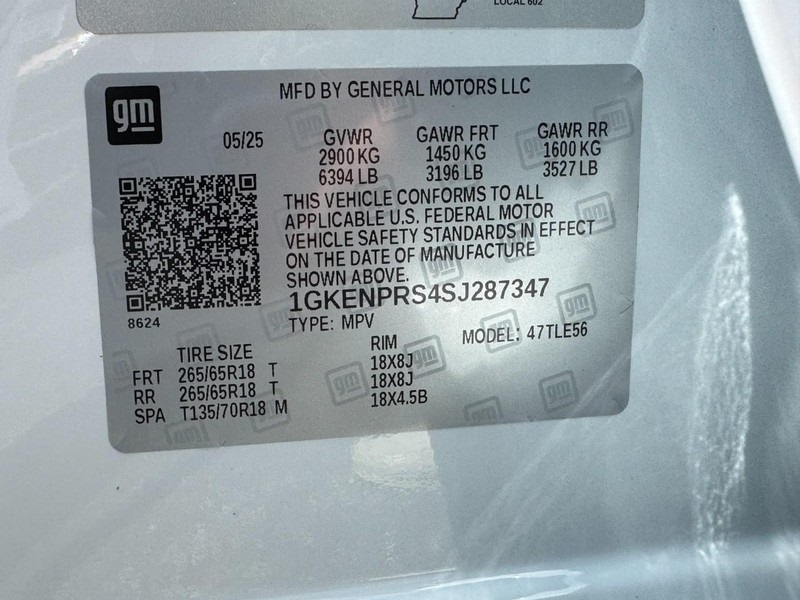 LOCAL 602
gm
MFD BY GENERAL MOTORS LLC
05/25
GVWR GAWR FRT GAWR RR
2900 KG 1450 KG 1600 KG
6394 LB 3196 LB 3527 LB
THIS VEHICLE CONFORMS TO ALL
APPLICABLE U.S. FEDERAL MOTOR
VEHICLE SAFETY STANDARDS IN EFFECT
ON THE DATE OF MANUFACTURE
SHOWN ABOVE.
1GKENPRS4SJ287347
8624
TYPE: MPV MODEL: 47TLE56
TIRE SIZE RIM
FRT 265/65R18 T 18X8J
RR 265/65R18 T 18X8J
SPA T135/70R18 M 18X4.5B